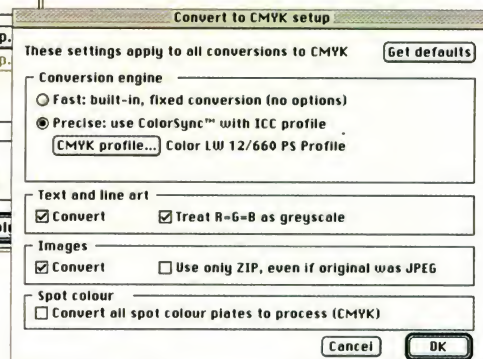 Convert to CMYK setup
These settings apply to all conversions to CMYK
Get defaults
Conversion engine
Fast: built-in, fixed conversion (no options)
Precise: use ColorSync™ with ICC profile
CMYK profile... Color LW 12/660 PS Profile
Text and line art
Convert Treat R=G=B as greyscale
Images
Convert Use only ZIP, even if original was JPEG
Spot colour
Convert all spot colour plates to process (CMYK)
Cancel OK